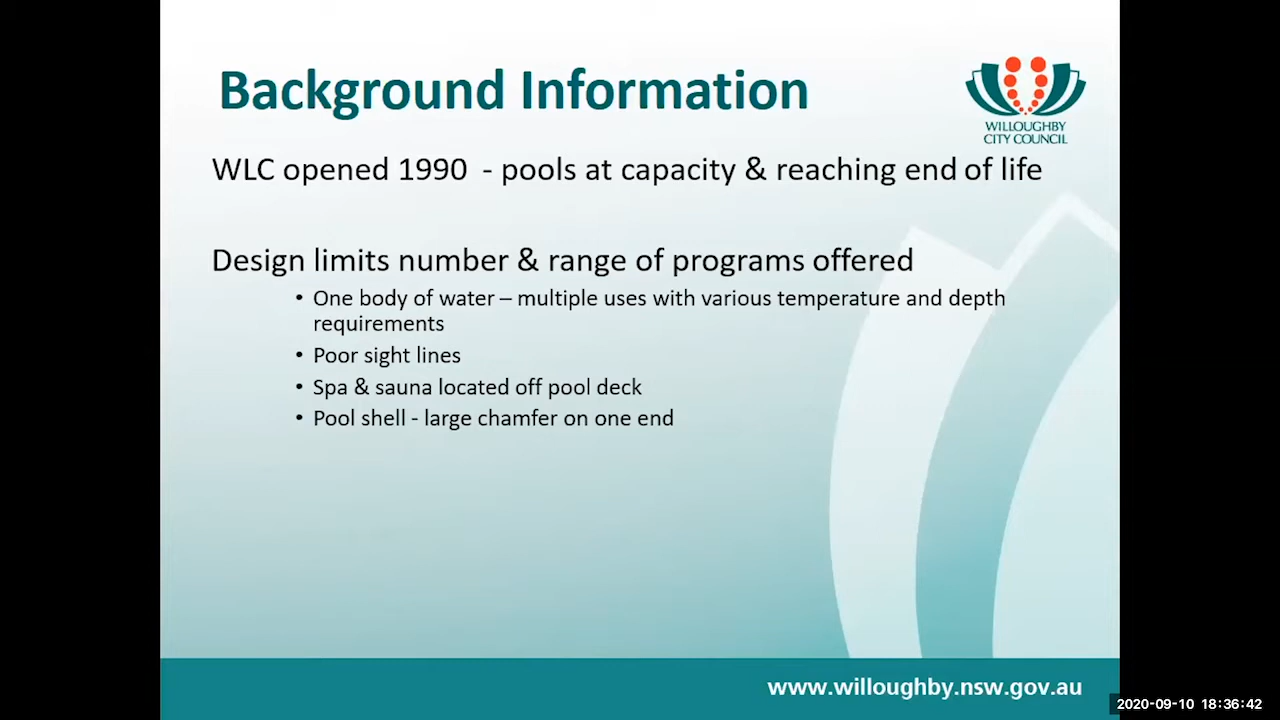 Background Information
WILLOUGHBY
CITY COUNCIL
WLC opened 1990 - pools at capacity & reaching end of life
Design limits number & range of programs offered
• One body of water – multiple uses with various temperature and depth
requirements
• Poor sight lines
• Spa & sauna located off pool deck
• Pool shell - large chamfer on one end
www.willoughby.nsw.gov.au
2020-09-10 18:36:42